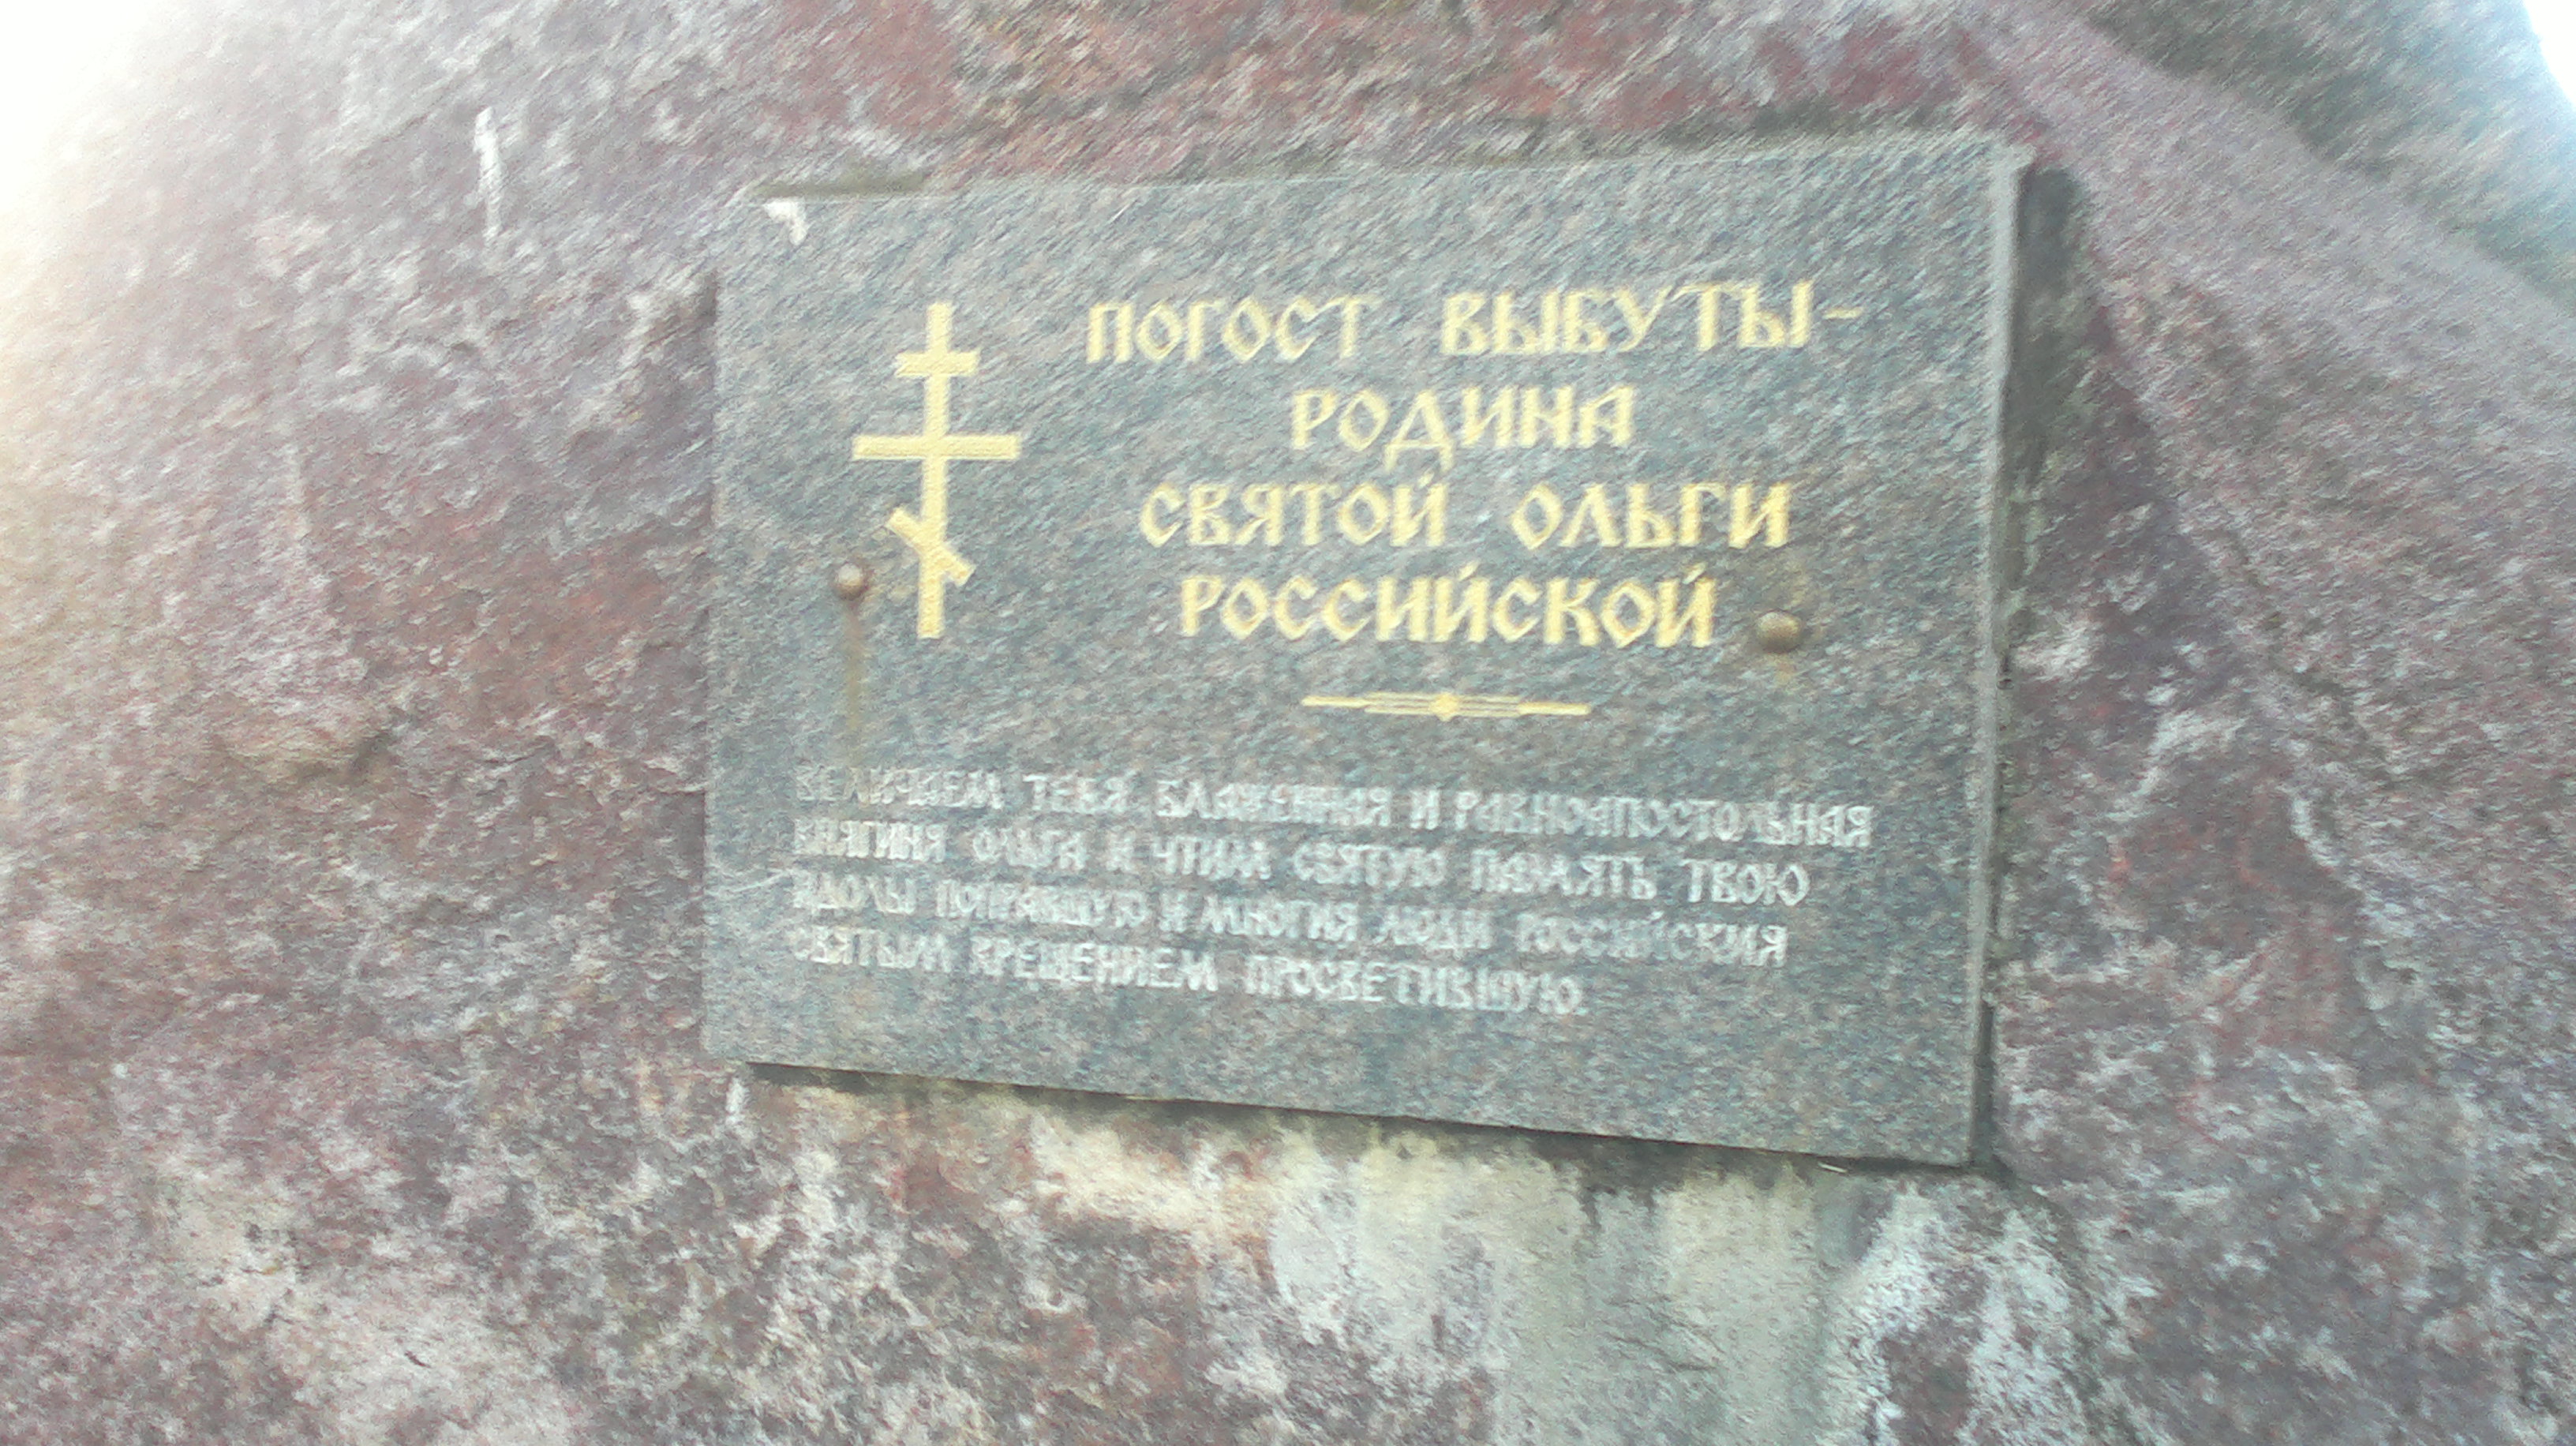 ПОГОСТ ВЫБУТЫ-
РОДИНА
СВЯТОЙ ОЛЬГИ
РОССИЙСКОЙ
ВЕЛИЧАЕМ ТЕБЯ БЛАЖЕННАЯ И РАВНОАПОСТОЛЬНАЯ
КНЯГИНЯ ОЛЬГА И ЧТИМ СВЯТУЮ ПАМЯТЬ ТВОЮ
ИДОЛЫ ПОПРАВШУЮ И МНОГИЯ ЛЮДИ РОССИЙСКИЯ
СВЯТЫМ КРЕЩЕНИЕМ ПРОСВЕТИВШУЮ.